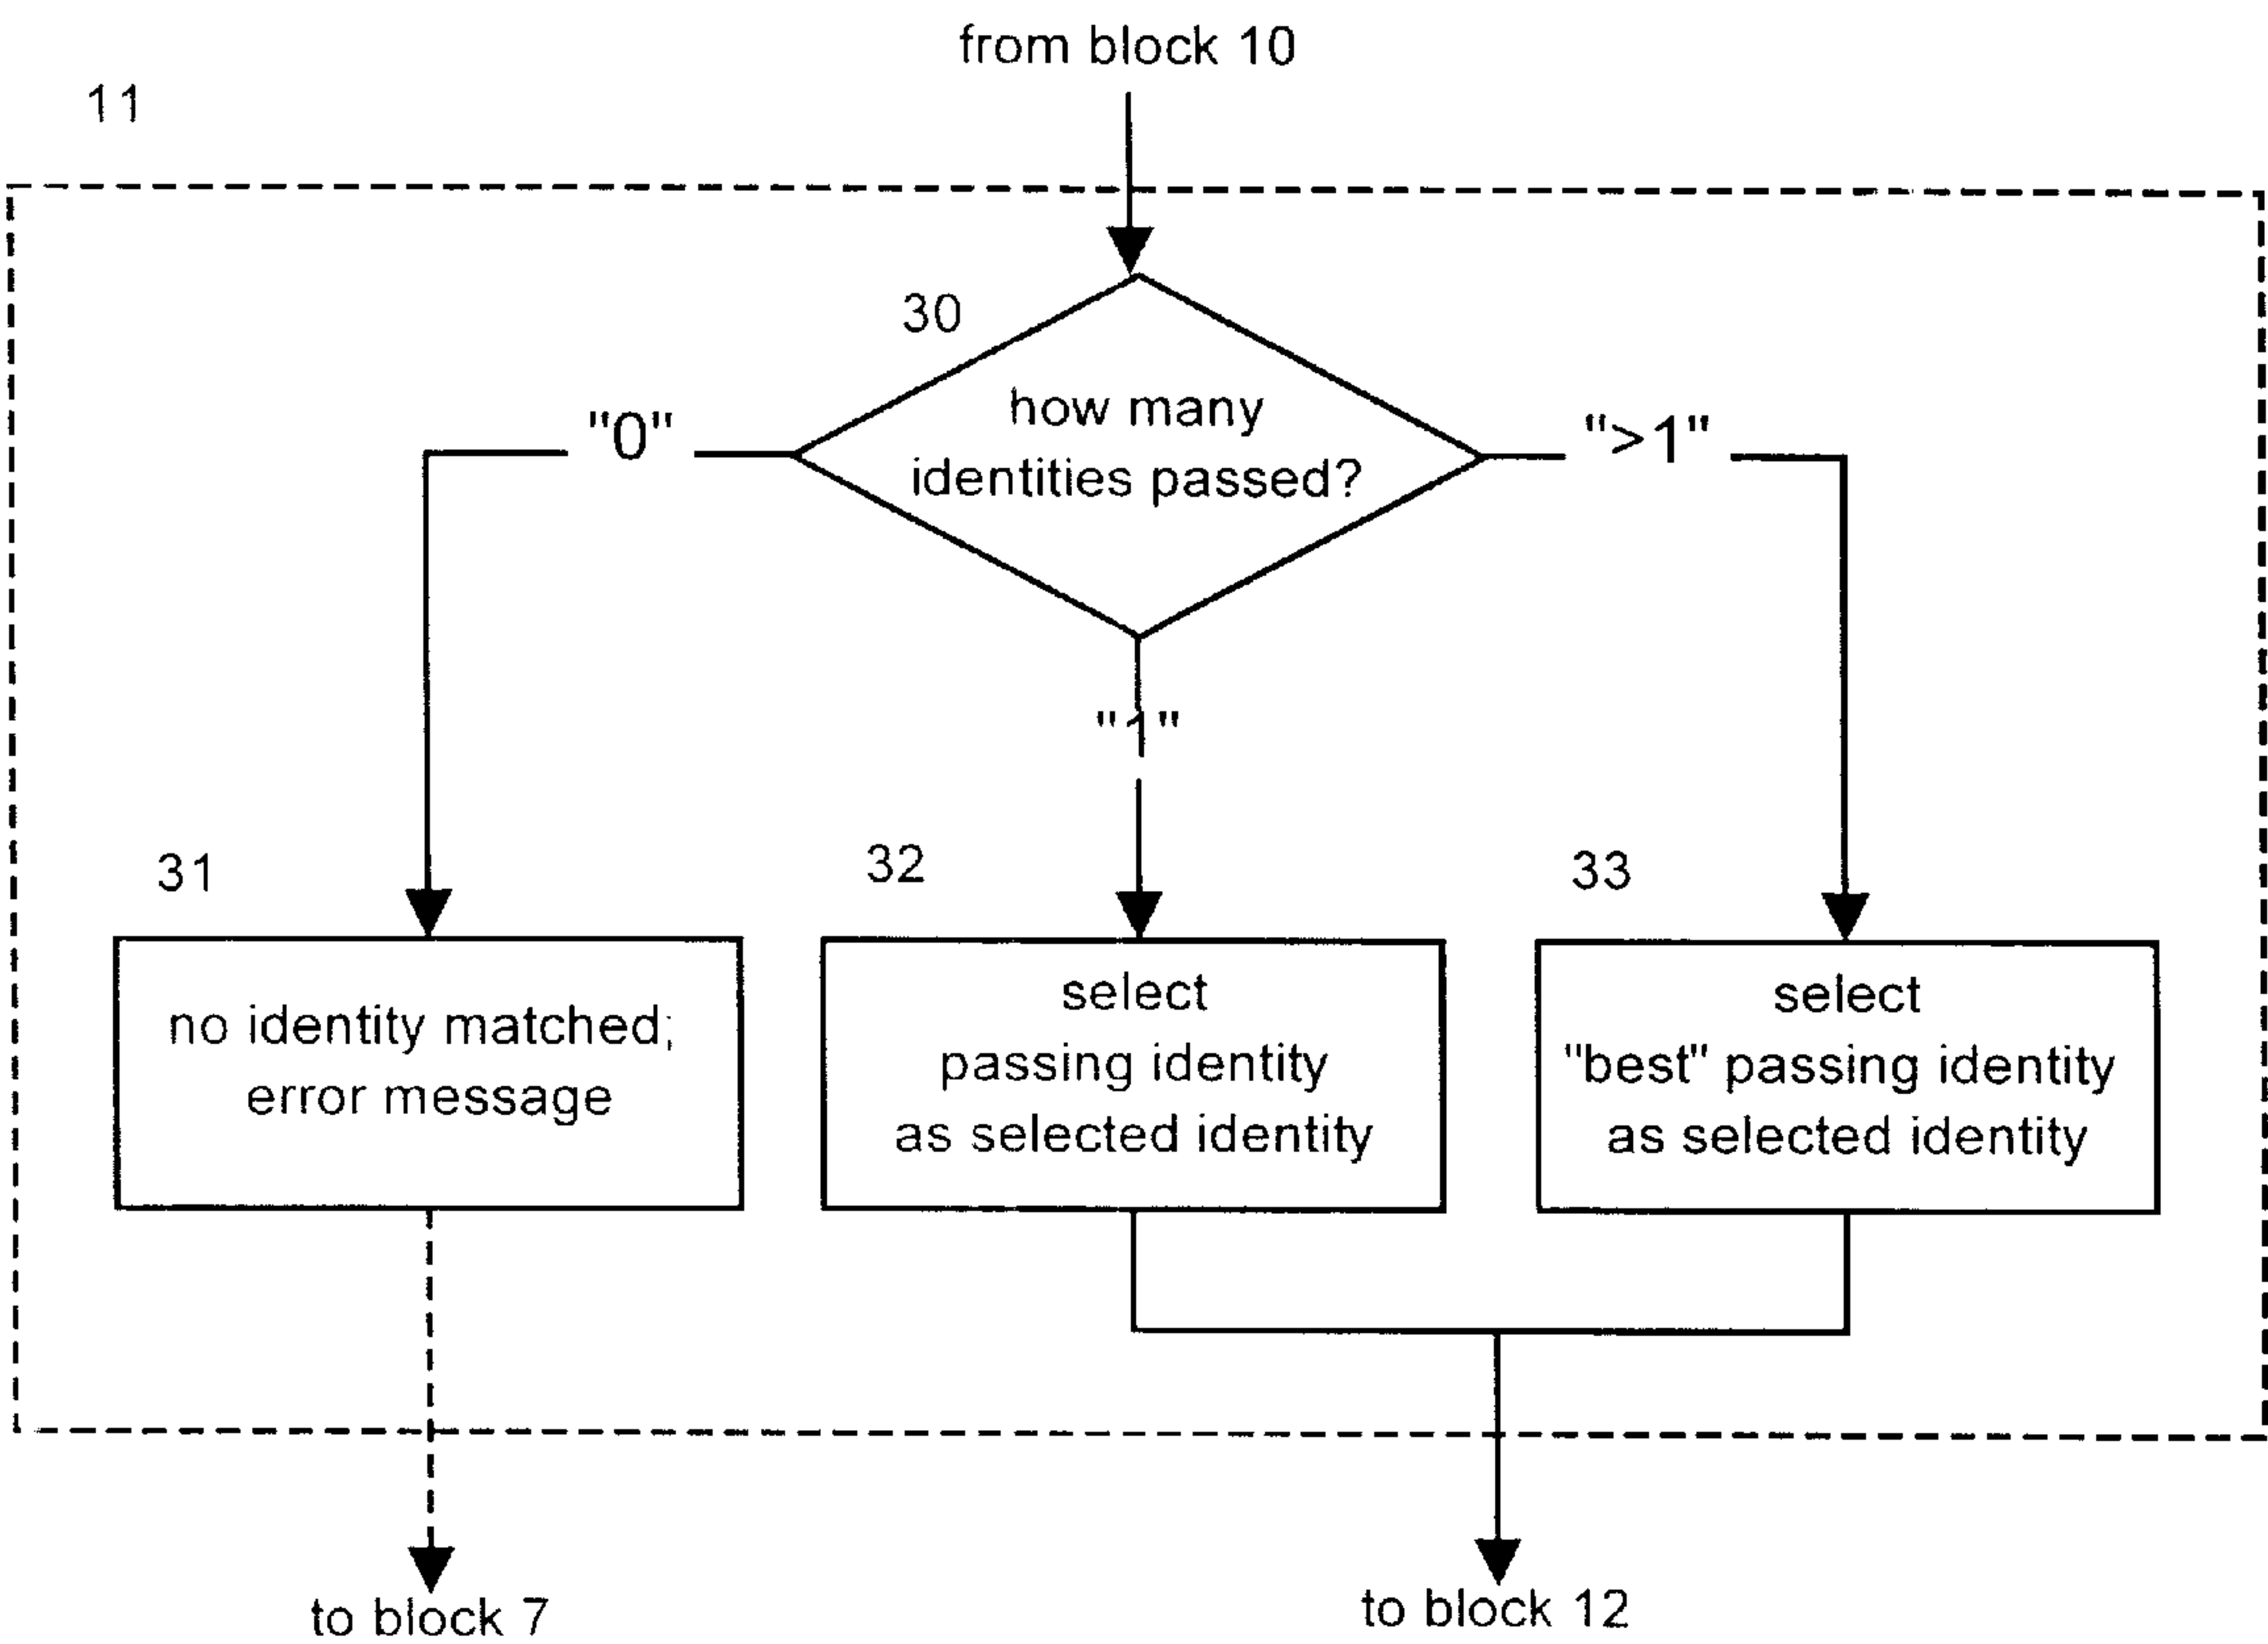 from block 10
11
30
how many
identities passed?
"0"
">1"
"1"
31
32
33
no identity matched;
error message
select
passing identity
as selected identity
select
"best" passing identity
as selected identity
to block 7
to block 12